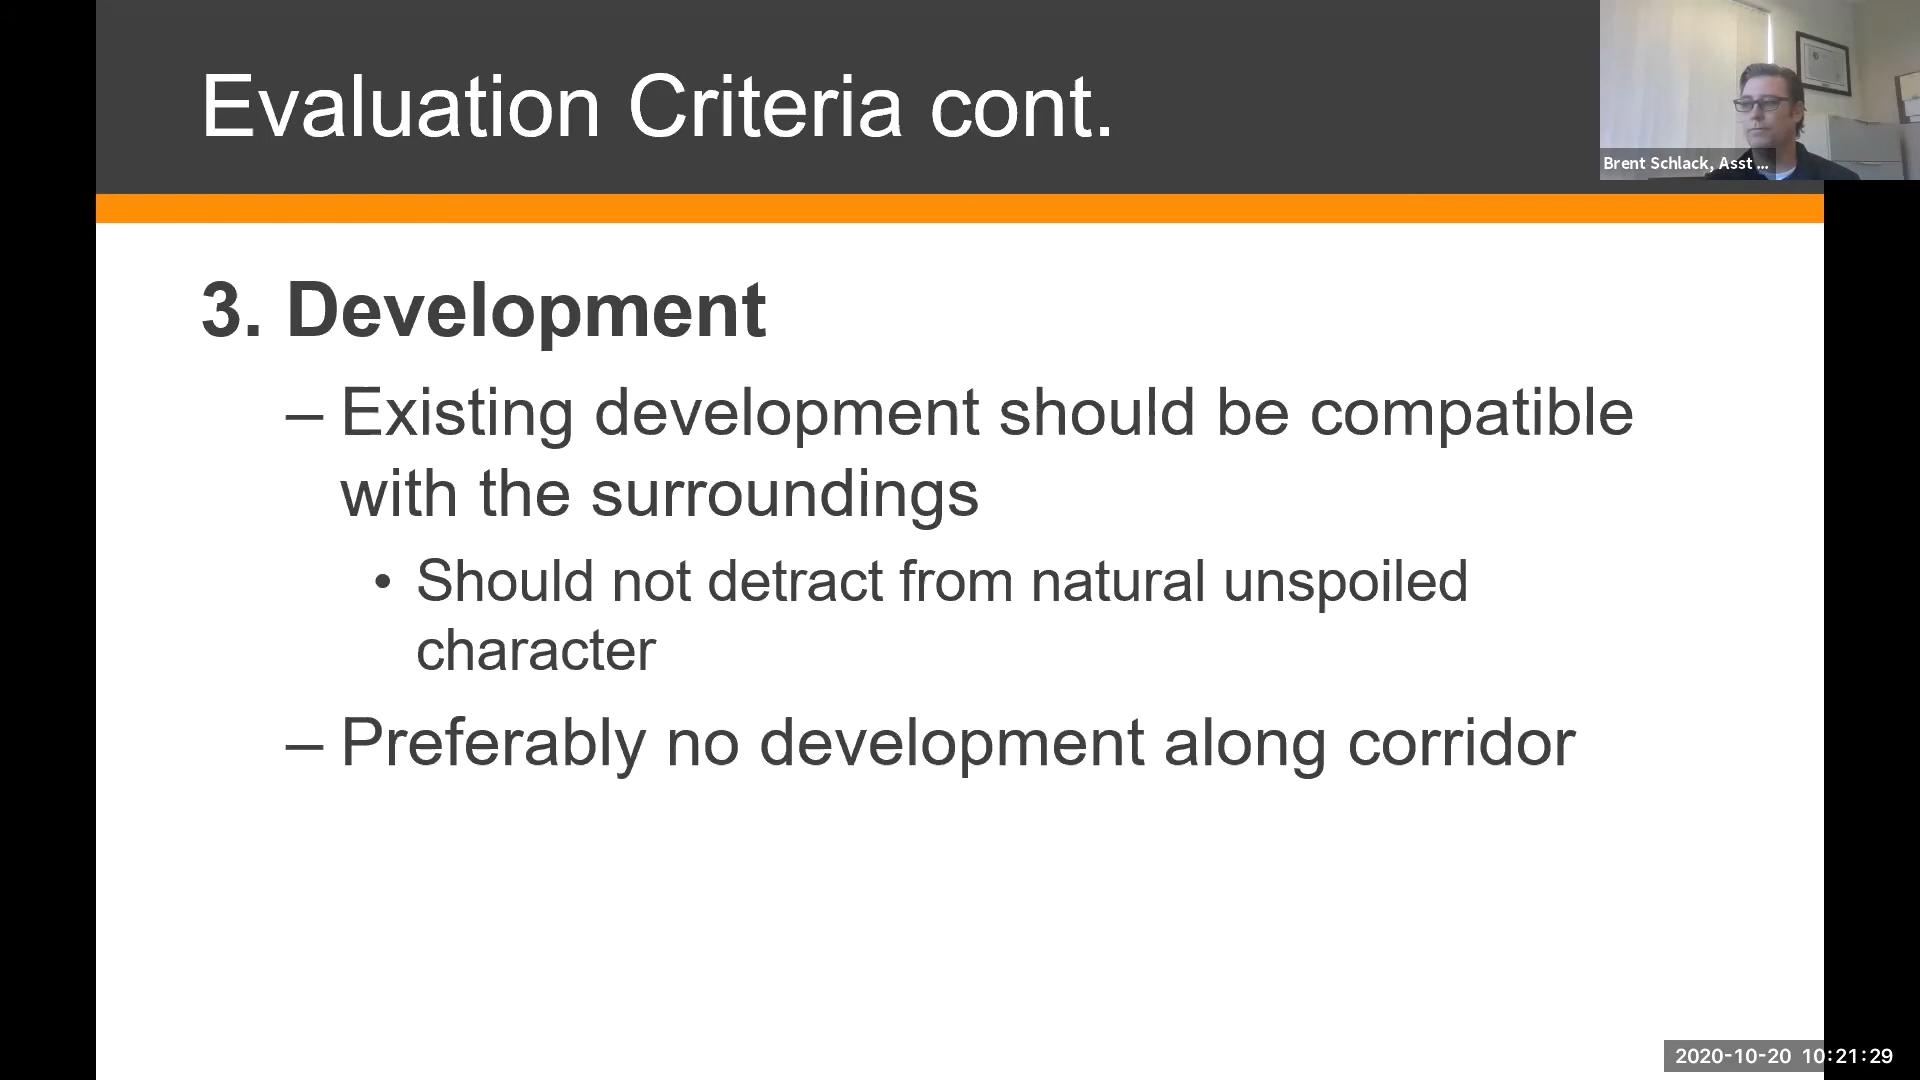 Evaluation Criteria cont.
Brent Schlack, Asst ...
3. Development
– Existing development should be compatible
with the surroundings
• Should not detract from natural unspoiled
character
– Preferably no development along corridor
2020-10-20 10:21:29